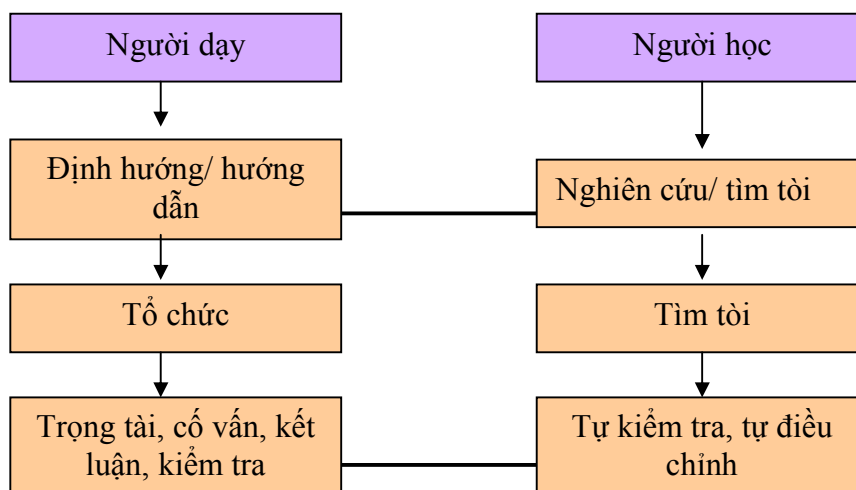 Người dạy
Người học
Định hướng/ hướng
dẫn
Nghiên cứu/ tìm tòi
Tổ chức
Tìm tòi
Trọng tài, cố vấn, kết
luận, kiểm tra
Tự kiểm tra, tự điều
chỉnh